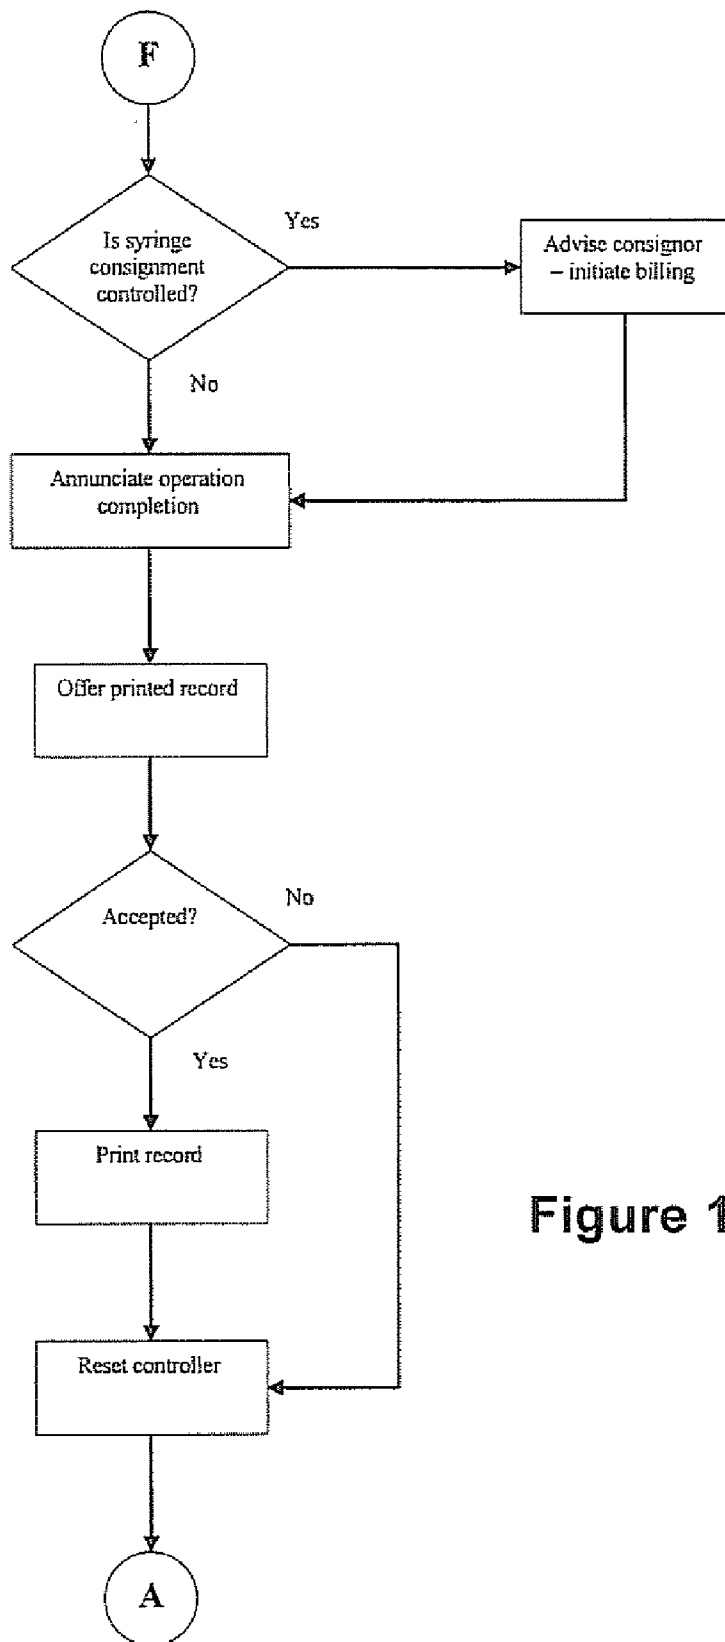 F
Is syringe
consignment
controlled?
Yes
Advise consignor
– initiate billing
No
Annunciate operation
completion
Offer printed record
Accepted?
No
Yes
Print record
Figure 1
Reset controller
A